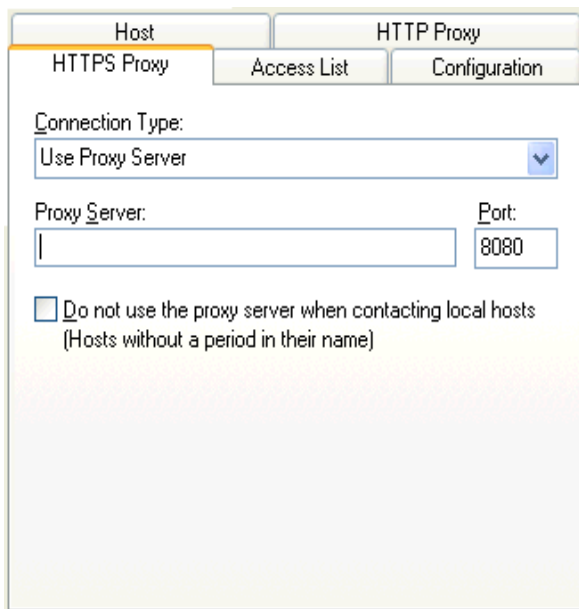 Host
HTTP Proxy
HTTPS Proxy
Access List
Configuration
Connection Type:
Use Proxy Server
Proxy Server:
Port:
8080
Do not use the proxy server when contacting local hosts
(Hosts without a period in their name)